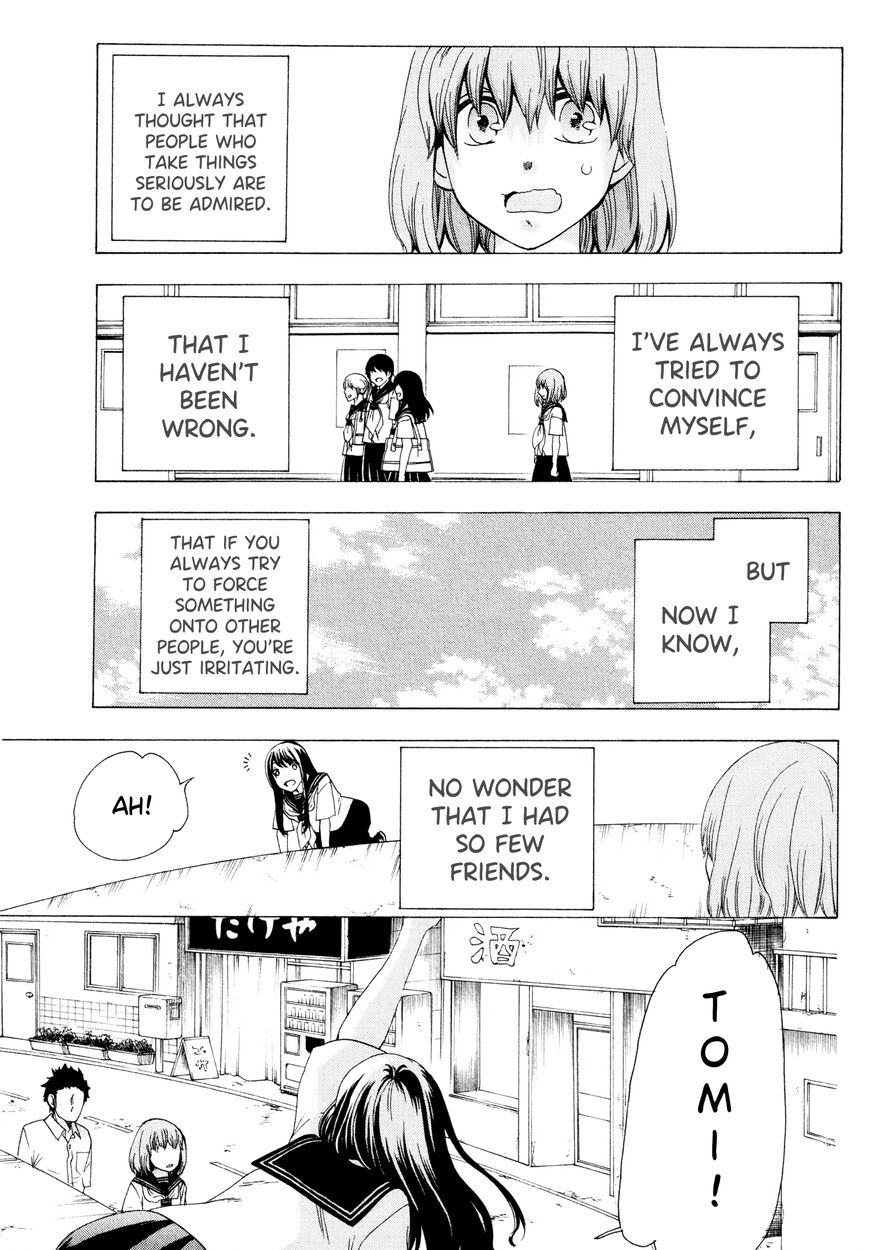 I ALWAYS
THOUGHT THAT
PEOPLE WHO
TAKE THINGS
SERIOUSLY ARE
TO BE ADMIRED.
I'VE ALWAYS
TRIED TO
CONVINCE
MYSELF,
THAT I
HAVEN'T
BEEN
WRONG.
BUT
NOW I
KNOW,
THAT IF YOU
ALWAYS TRY
TO FORCE
SOMETHING
ONTO OTHER
PEOPLE, YOU'RE
JUST IRRITATING.
NO WONDER
THAT I HAD
SO FEW
FRIENDS.
AH!
TOMI!
たけや
酒